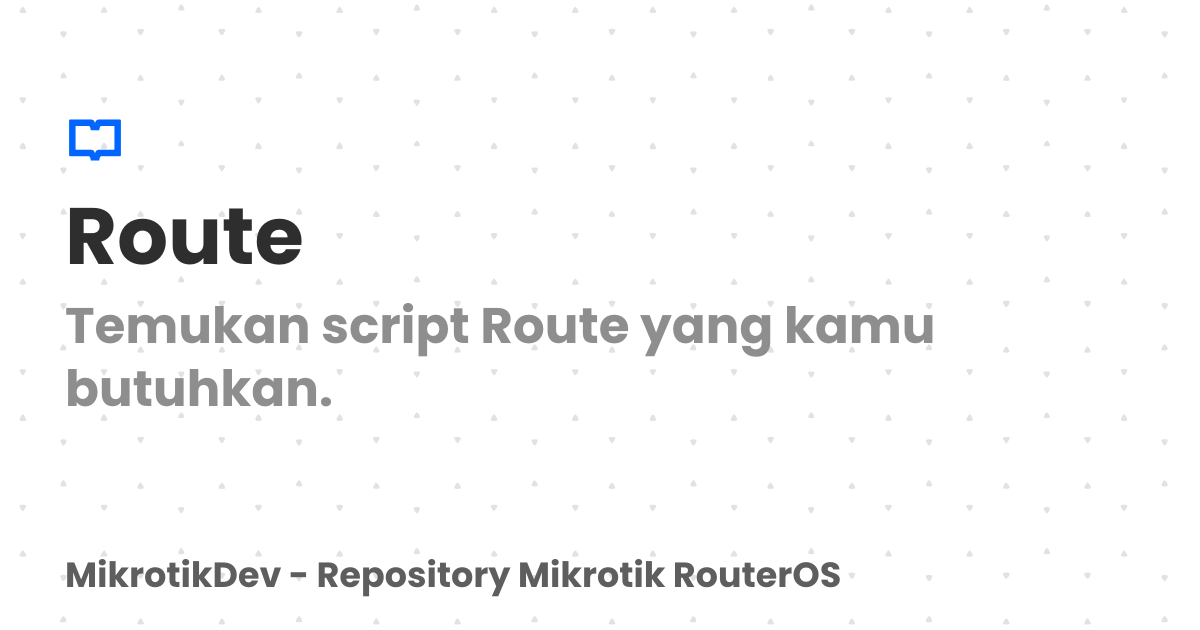 Route
Temukan script Route yang kamu
butuhkan.
MikrotikDev - Repository Mikrotik RouterOS